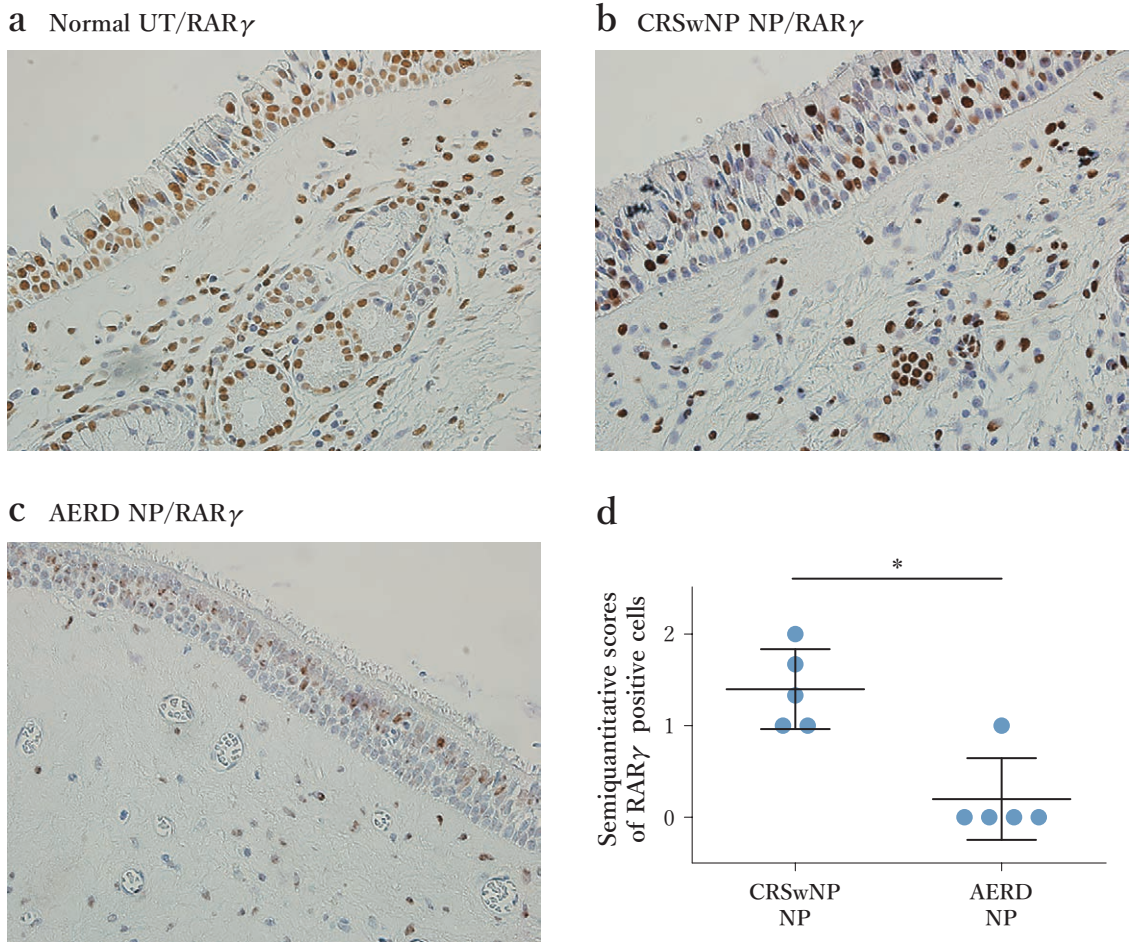 a Normal UT/RARγ
b CRSwNP NP/RARγ
c AERD NP/RARγ
d
Semiquantitative scores
of RARγ positive cells
*
2
1
0
CRSwNP
NP
AERD
NP